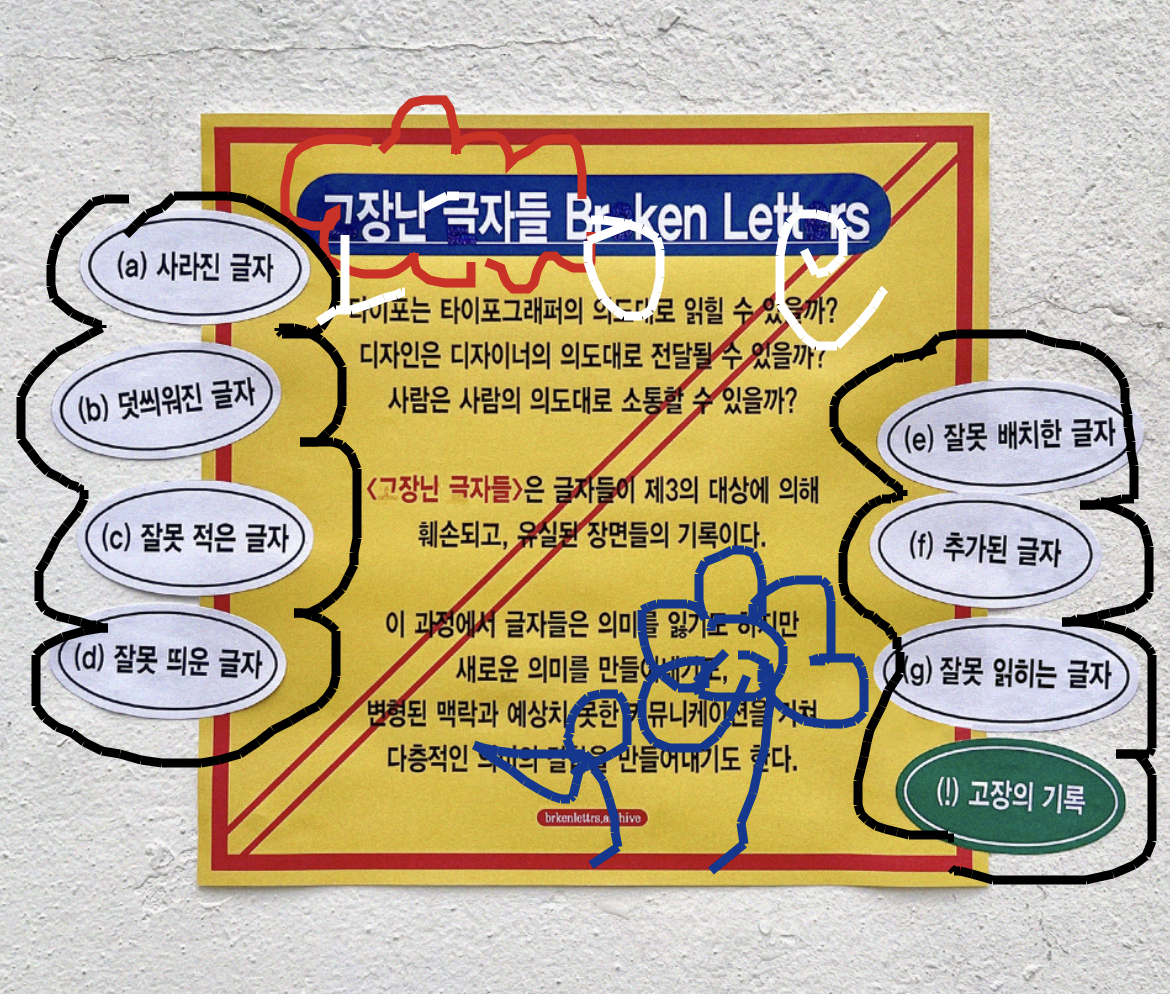 고장난 극자들 Br ken Lett rs
타이포는 타이포그래퍼의 의도대로 읽힐 수 있을까?
디자인은 디자이너의 의도대로 전달될 수 있을까?
사람은 사람의 의도대로 소통할 수 있을까?
<고장난 극자들>은 글자들이 제3의 대상에 의해
훼손되고, 유실된 장면들의 기록이다.
이 과정에서 글자들은 의미를 잃기도 하지만
새로운 의미를 만들어내기도,
변형된 맥락과 예상치 못한 커뮤니케이션을 거쳐
다층적인 의미의 만들어내기도 한다.
brkenlettrs.archive
(a) 사라진 글자
(b) 덧씌워진 글자
(c) 잘못 적은 글자
(d) 잘못 띄운 글자
(e) 잘못 배치한 글자
(f) 추가된 글자
(g) 잘못 읽히는 글자
(!) 고장의 기록